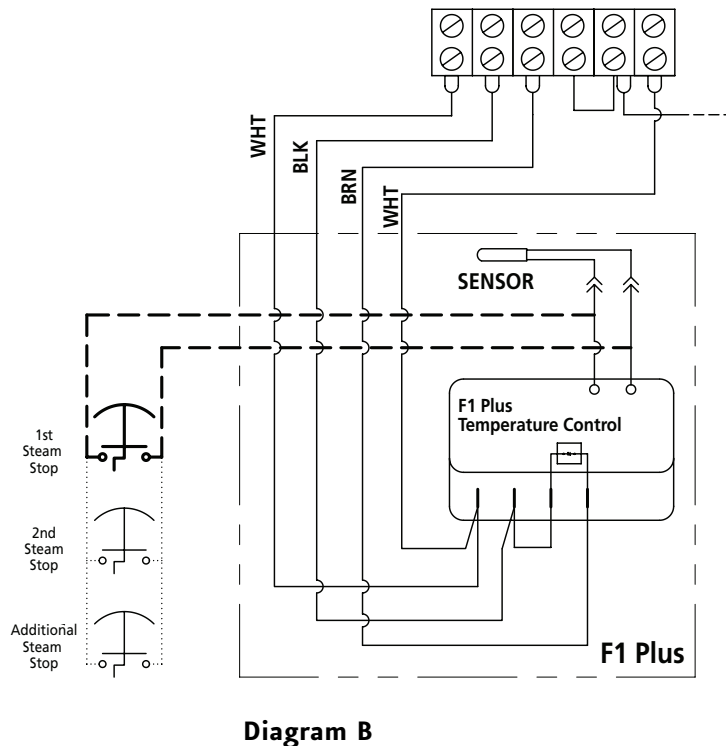 WHT
BLK
BRN
WHT
SENSOR
F1 Plus
Temperature Control
1st
Steam
Stop
2nd
Steam
Stop
Additional
Steam
Stop
F1 Plus
Diagram B